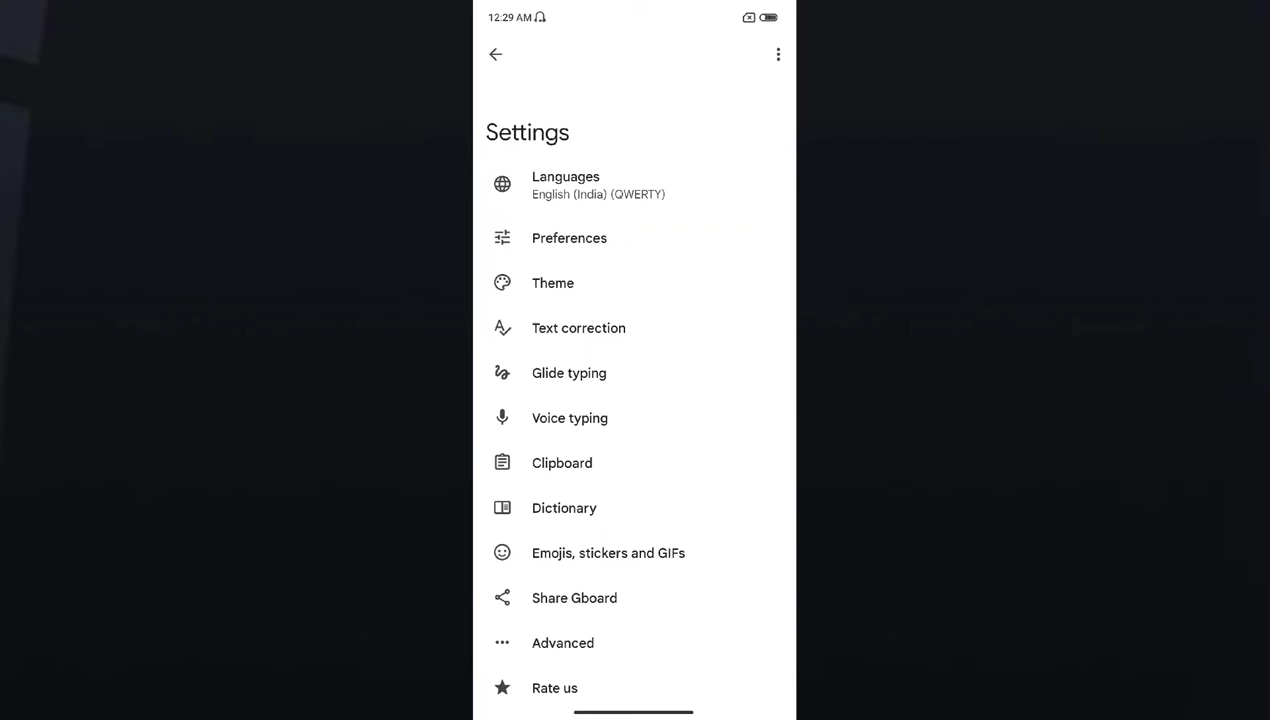 12:29 AM
Settings
Languages
English (India) (QWERTY)
Preferences
Theme
Text correction
Glide typing
Voice typing
Clipboard
Dictionary
Emojis, stickers and GIFs
Share Gboard
Advanced
Rate us